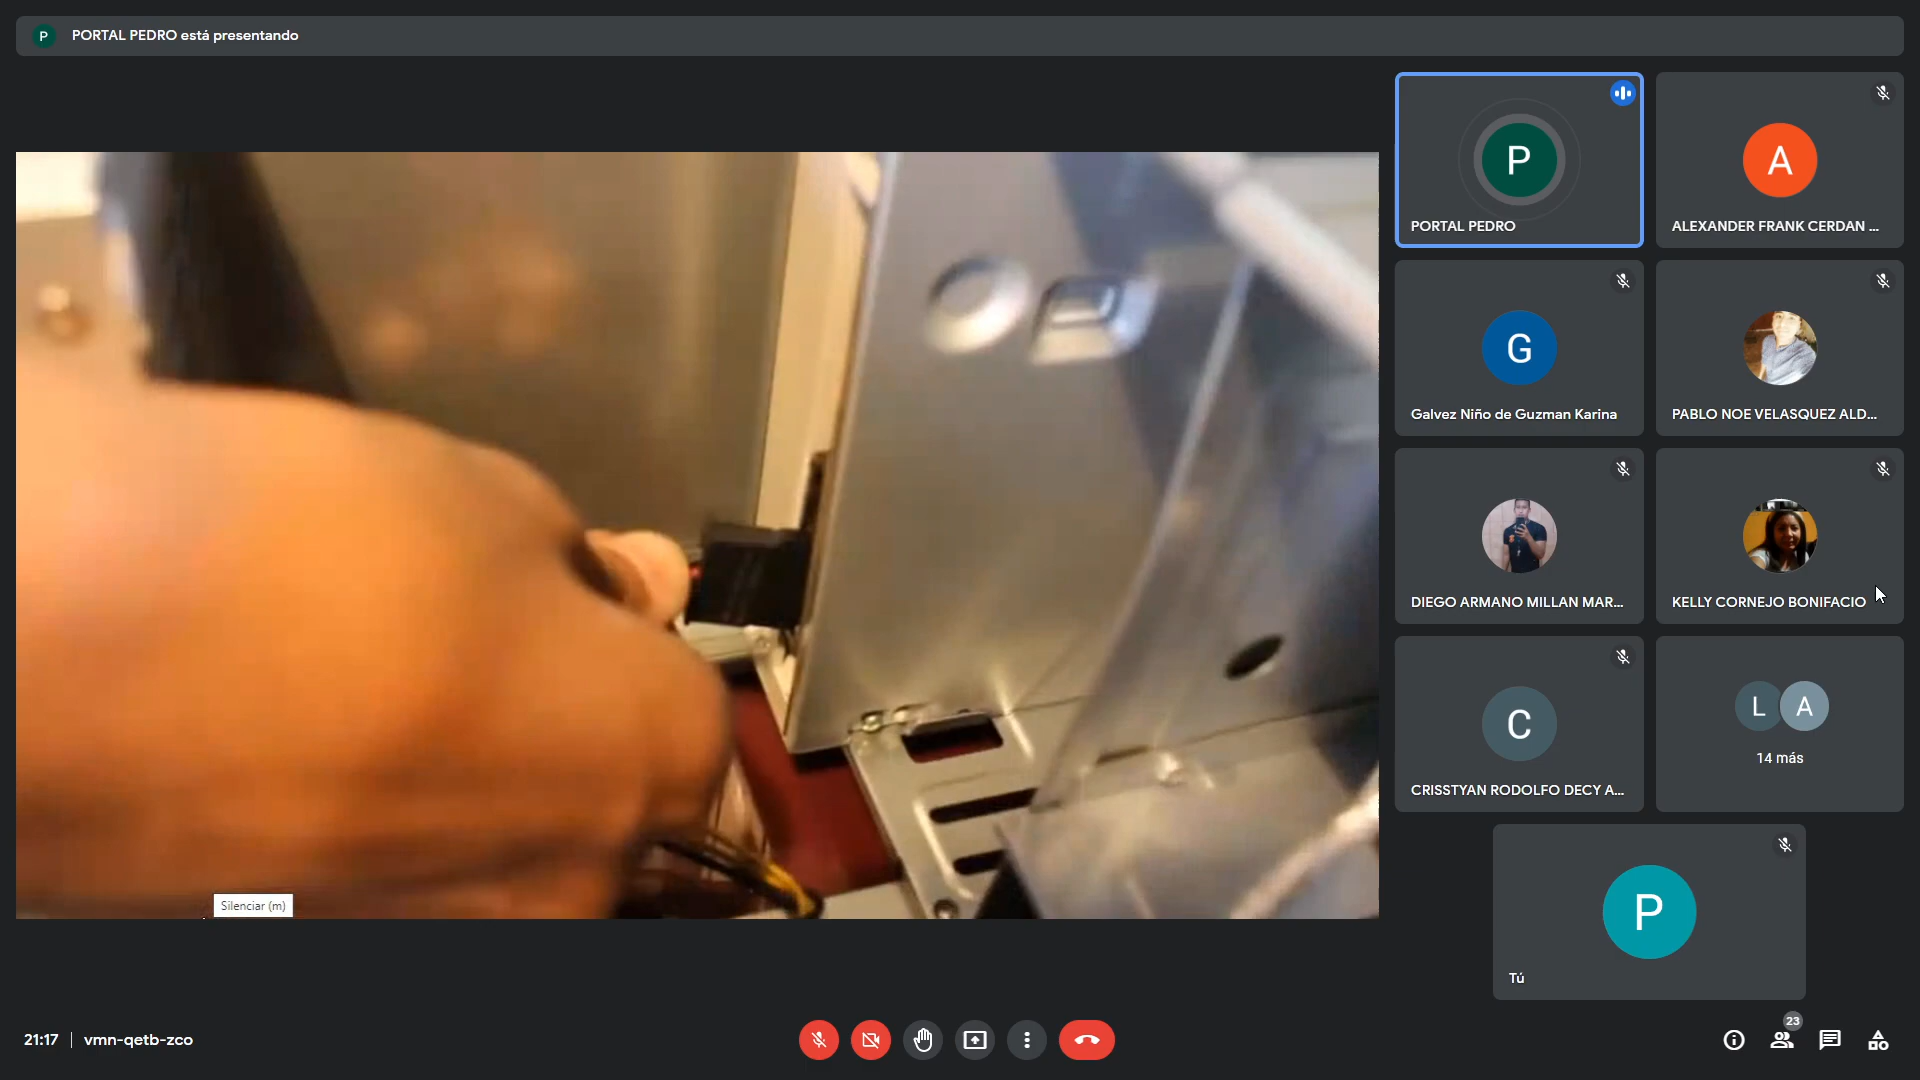 P
PORTAL PEDRO está presentando
P
PORTAL PEDRO
A
ALEXANDER FRANK CERDAN ...
G
Galvez Niño de Guzman Karina
PABLO NOE VELASQUEZ ALD...
DIEGO ARMANO MILLAN MAR...
KELLY CORNEJO BONIFACIO
C
CRISSTYAN RODOLFO DECY A...
L A
14 más
P
Tú
Silenciar (m)
21:17 | vmn-qetb-zco
23